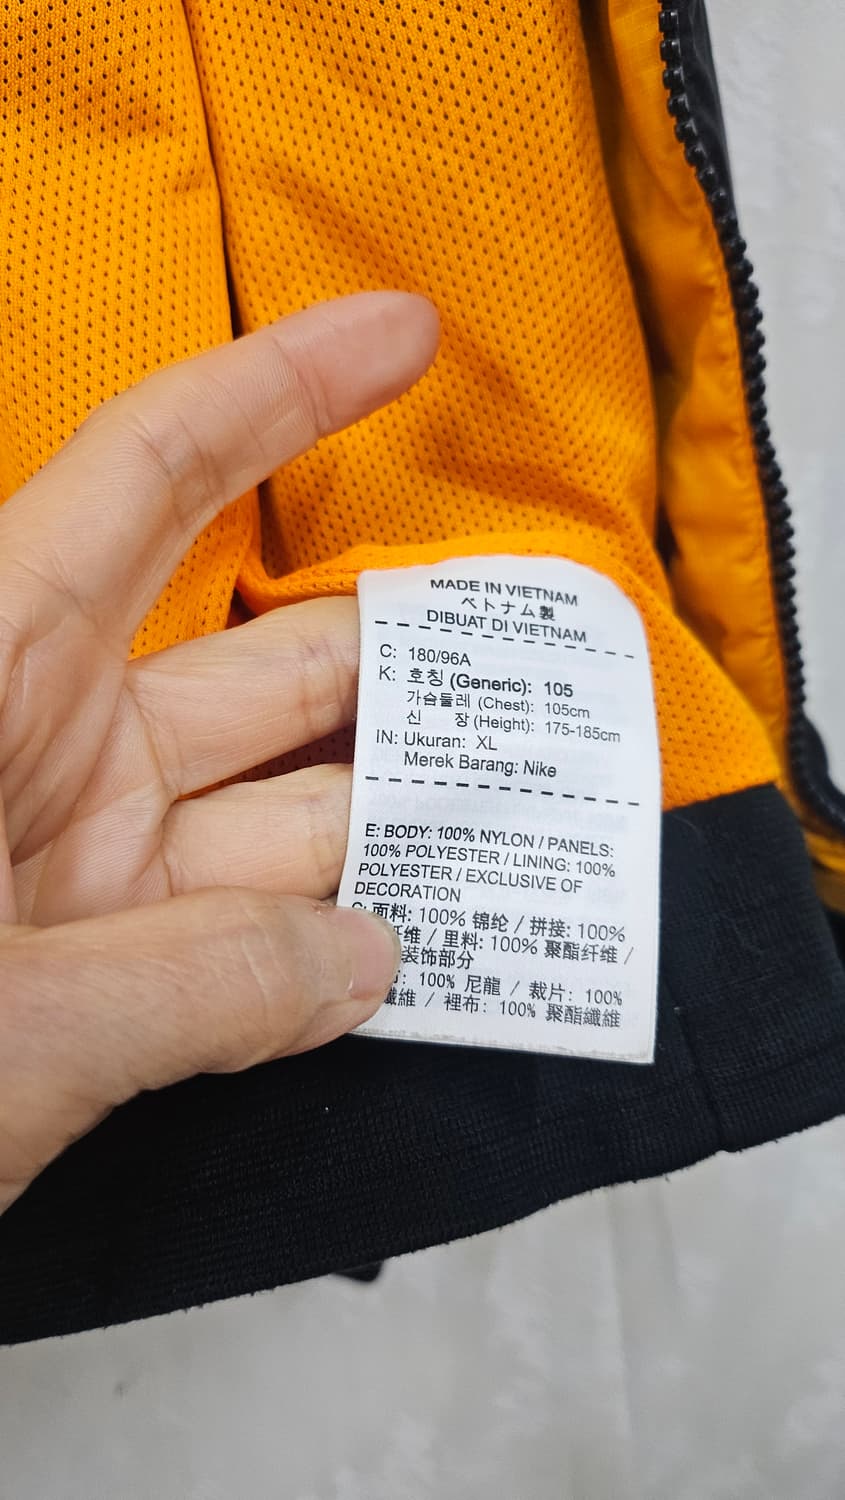 MADE IN VIETNAM
ベトナム製
DIBUAT DI VIETNAM
C: 180/96A
K: 호칭 (Generic): 105
가슴둘레 (Chest): 105cm
신 장 (Height): 175-185cm
IN: Ukuran: XL
Merek Barang: Nike
E: BODY: 100% NYLON / PANELS:
100% POLYESTER / LINING: 100%
POLYESTER / EXCLUSIVE OF
DECORATION
面料: 100% 锦纶 / 拼接: 100%
纤维 / 里料: 100% 聚酯纤维 /
装饰部分
: 100% 尼龍 / 裁片: 100%
纖維 / 裡布: 100% 聚酯纖維